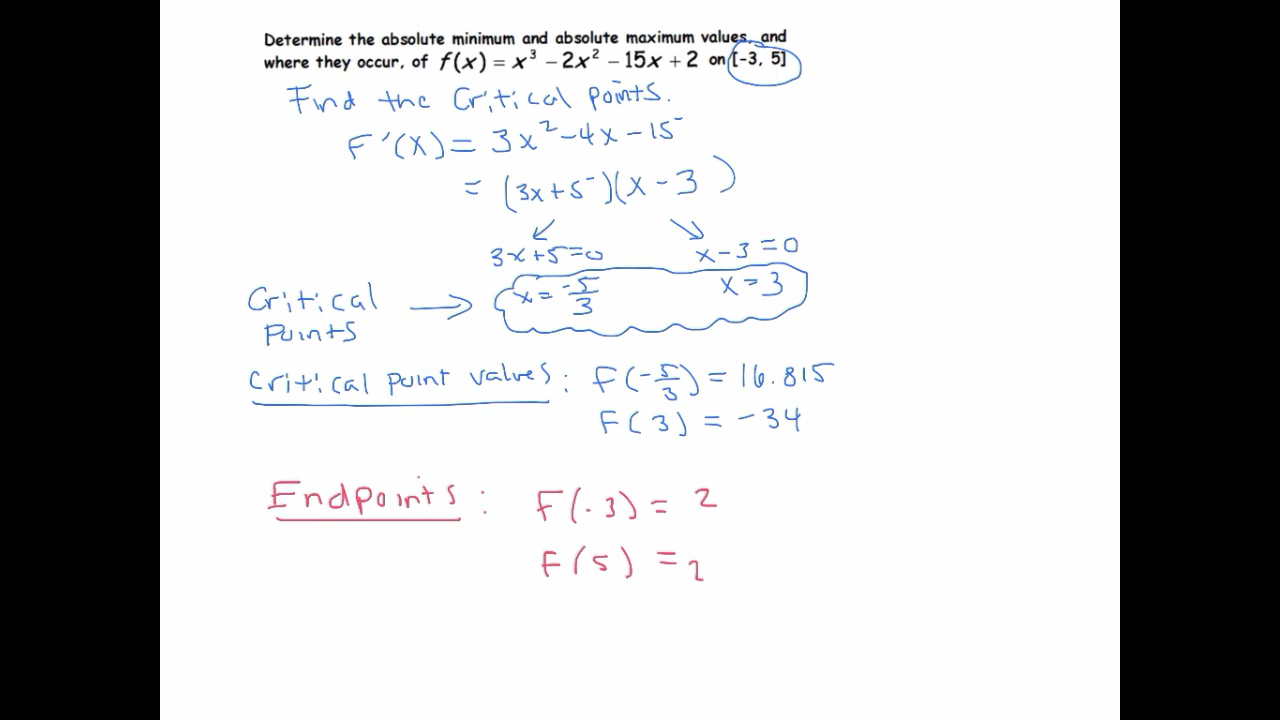 Determine the absolute minimum and absolute maximum values, and
where they occur, of f(x) = x³ − 2x² − 15x + 2 on [-3, 5]
Find the Critical points.
F'(x) = 3x² − 4x − 15
= (3x+5)(x − 3)
3x+5=0 x−3=0
Critical Points → x = -5/3 x = 3
Critical point values: F(-5/3) = 16.815
F(3) = -34
Endpoints: F(-3) = 2
F(5) = 2